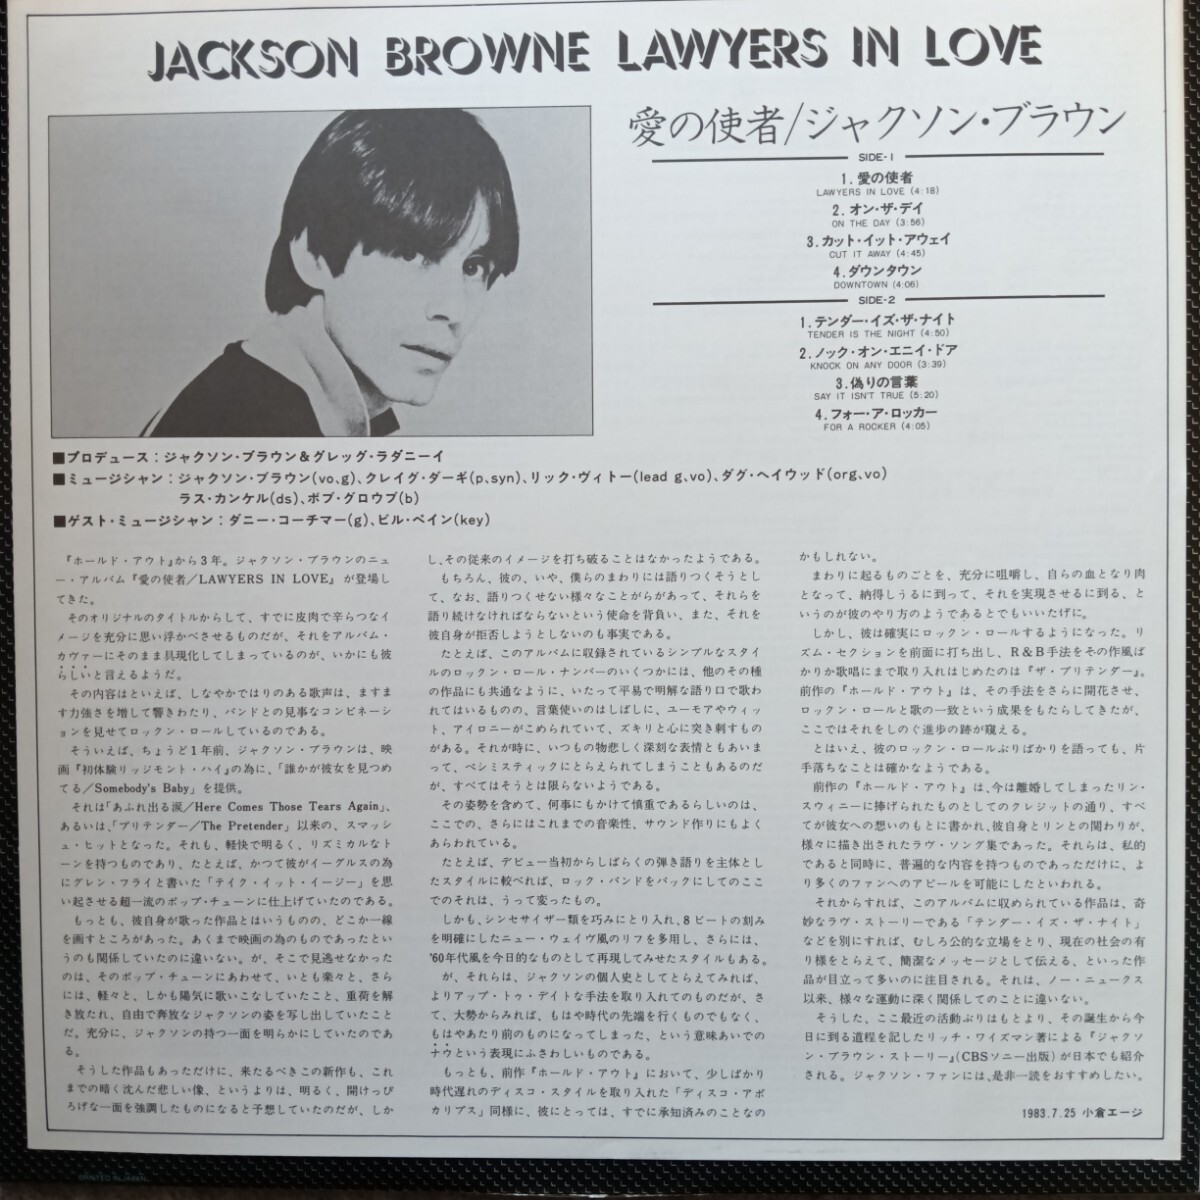 JACKSON BROWNE LAWYERS IN LOVE
愛の使者/ジャクソン・ブラウン
SIDE-1
1. 愛の使者
LAWYERS IN LOVE (4:18)
2. オン・ザ・デイ
ON THE DAY (3:56)
3. カット・イット・アウェイ
CUT IT AWAY (4:45)
4. ダウンタウン
DOWNTOWN (4:06)
SIDE-2
1. テンダー・イズ・ザ・ナイト
TENDER IS THE NIGHT (4:50)
2. ノック・オン・エニイ・ドア
KNOCK ON ANY DOOR (3:39)
3. 偽りの言葉
SAY IT ISN'T TRUE (5:20)
4. フォー・ア・ロッカー
FOR A ROCKER (4:05)
■プロデュース：ジャクソン・ブラウン＆グレッグ・ラダニーイ
■ミュージシャン：ジャクソン・ブラウン(vo,g)、クレイグ・ダーギ(p,syn)、リック・ヴィトー(lead g,vo)、ダグ・ヘイウッド(org,vo)
ラス・カンケル(ds)、ボブ・グロウブ(b)
■ゲスト・ミュージシャン：ダニー・コーチマー(g)、ビル・ペイン(key)
『ホールド・アウト』から3年。ジャクソン・ブラウンのニュ
ー・アルバム『愛の使者／LAWYERS IN LOVE』が登場し
てきた。
そのオリジナルのタイトルからして、すでに皮肉で辛らつなイ
メージを充分に思い浮かべさせるものだが、それをアルバム・
カヴァーにそのまま具現化してしまっているのが、いかにも彼
らしいと言えるようだ。
その内容はといえば、しなやかではりのある歌声は、ますま
す力強さを増して響きわたり、バンドとの見事なコンビネーシ
ョンを見せてロックン・ロールしているのである。
そういえば、ちょうど1年前、ジャクソン・ブラウンは、映
画『初体験リッジモント・ハイ』の為に、「誰かが彼女を見つめ
てる／Somebody's Baby」を提供。
それは「あふれ出る涙／Here Comes Those Tears Again」、
あるいは、「プリテンダー／The Pretender」以来の、スマッシ
ュ・ヒットとなった。それも、軽快で明るく、リズミカルなト
ーンを持つものであり、たとえば、かつて彼がイーグルスの為
にグレン・フライと書いた「テイク・イット・イージー」を思
い起させる超一流のポップ・チューンに仕上げていたのである。
もっとも、彼自身が歌った作品とはいうものの、どこか一線
を画すところがあった。あくまで映画の為のものであったとい
うのも関係していたのに違いない。が、そこで見逃せなかった
のは、そのポップ・チューンにあわせて、いとも楽々と、さら
には、軽々と、しかも陽気に歌いこなしていたこと、重荷を解
き放たれ、自由で奔放なジャクソンの姿を写し出していたこと
だ。充分に、ジャクソンの持つ一面を明らかにしていたのであ
る。
そうした作品もあっただけに、来たるべきこの新作も、これ
までの暗く沈んだ悲しい像、というよりは、明るく、開けっぴ
ろげな一面を強調したものになると予想していたのだが、しか
し、その従来のイメージを打ち破ることはなかったようである。
もちろん、彼の、いや、僕らのまわりには語りつくそうとし
て、なお、語りつくせない様々なことがらがあって、それらを
語り続けなければならないという使命を背負い、また、それを
彼自身が拒否しようとしないのも事実である。
たとえば、このアルバムに収録されているシンプルなスタイ
ルのロックン・ロール・ナンバーのいくつかには、他のその種
の作品にも共通なように、いたって平易で明解な語り口で歌わ
れてはいるものの、言葉使いのはしばしに、ユーモアやウィッ
ト、アイロニーがこめられていて、ズキリと心に突き刺すもの
がある。それが時に、いつもの物悲しく深刻な表情ともあいま
って、ペシミスティックにとらえられてしまうこともあるのだ
が、すべてはそうとは限らないようである。
その姿勢を含めて、何事にもかけて慎重であるらしいのは、
ここでの、さらにはこれまでの音楽性、サウンド作りにもよく
あらわれている。
たとえば、デビュー当初からしばらくの弾き語りを主体とし
たスタイルに較べれば、ロック・バンドをバックにしてのここ
でのそれは、うって変ったもの。
しかも、シンセサイザー類を巧みにとり入れ、8ビートの刻み
を明確にしたニュー・ウェイヴ風のリフを多用し、さらには、
'60年代風を今日的なものとして再現してみせたスタイルもある。
が、それらは、ジャクソンの個人史としてとらえてみれば、
よりアップ・トゥ・デイトな手法を取り入れてのものだが、さ
て、大勢からみれば、もはや時代の先端を行くものでもなく、
もはやあたり前のものになってしまった、という意味あいでの
ナウという表現にふさわしいものだ。
もっとも、前作『ホールド・アウト』において、少しばかり
時代遅れのディスコ・スタイルを取り入れた「ディスコ・アポ
カリプス」同様に、彼にとっては、すでに承知済みのことなの
かもしれない。
まわりに起るものごとを、充分に咀嚼し、自らの血となり肉
となって、納得しうるに到って、それを実現させるに到る、と
いうのが彼のやり方のようであるとでもいいたげに。
しかし、彼は確実にロックン・ロールするようになった。リ
ズム・セクションを前面に打ち出し、R&B手法をその作風ば
かりか歌唱にまで取り入れはじめたのは『ザ・プリテンダー』。
前作の『ホールド・アウト』は、その手法をさらに開花させ、
ロックン・ロールと歌の一致という成果をもたらしてきたが、
ここではそれをしのぐ進歩の跡が窺える。
とはいえ、彼のロックン・ロールぶりばかりを語っても、片
手落ちなことは確かなようである。
前作の『ホールド・アウト』は、今は離婚してしまったリン・
スウィニーに捧げられたものとしてのクレジットの通り、すべ
てが彼女への想いのもとに書かれ、彼自身とリンとの関わりが、
様々に描き出されたラヴ・ソング集であった。それらは、私的
であると同時に、普遍的な内容を持つものであっただけに、よ
り多くのファンへのアピールを可能にしたといわれる。
それからすれば、このアルバムに収められている作品は、奇
妙なラヴ・ストーリーである「テンダー・イズ・ザ・ナイト」
などを別にすれば、むしろ公的な立場をとり、現在の社会の有
り様をとらえて、簡潔なメッセージとして伝える、といった作
品が目立って多いのに注目される。それは、ノー・ニュークス
以来、様々な運動に深く関係してのことに違いない。
そうした、ここ最近の活動ぶりはもとより、その誕生から今
日に到る道程を記したリッチ・ワイズマン著による『ジャクソ
ン・ブラウン・ストーリー』(CBSソニー出版)が日本でも紹介
される。ジャクソン・ファンには、是非一読をおすすめしたい。
1983.7.25 小倉エージ
PRINTED IN JAPAN